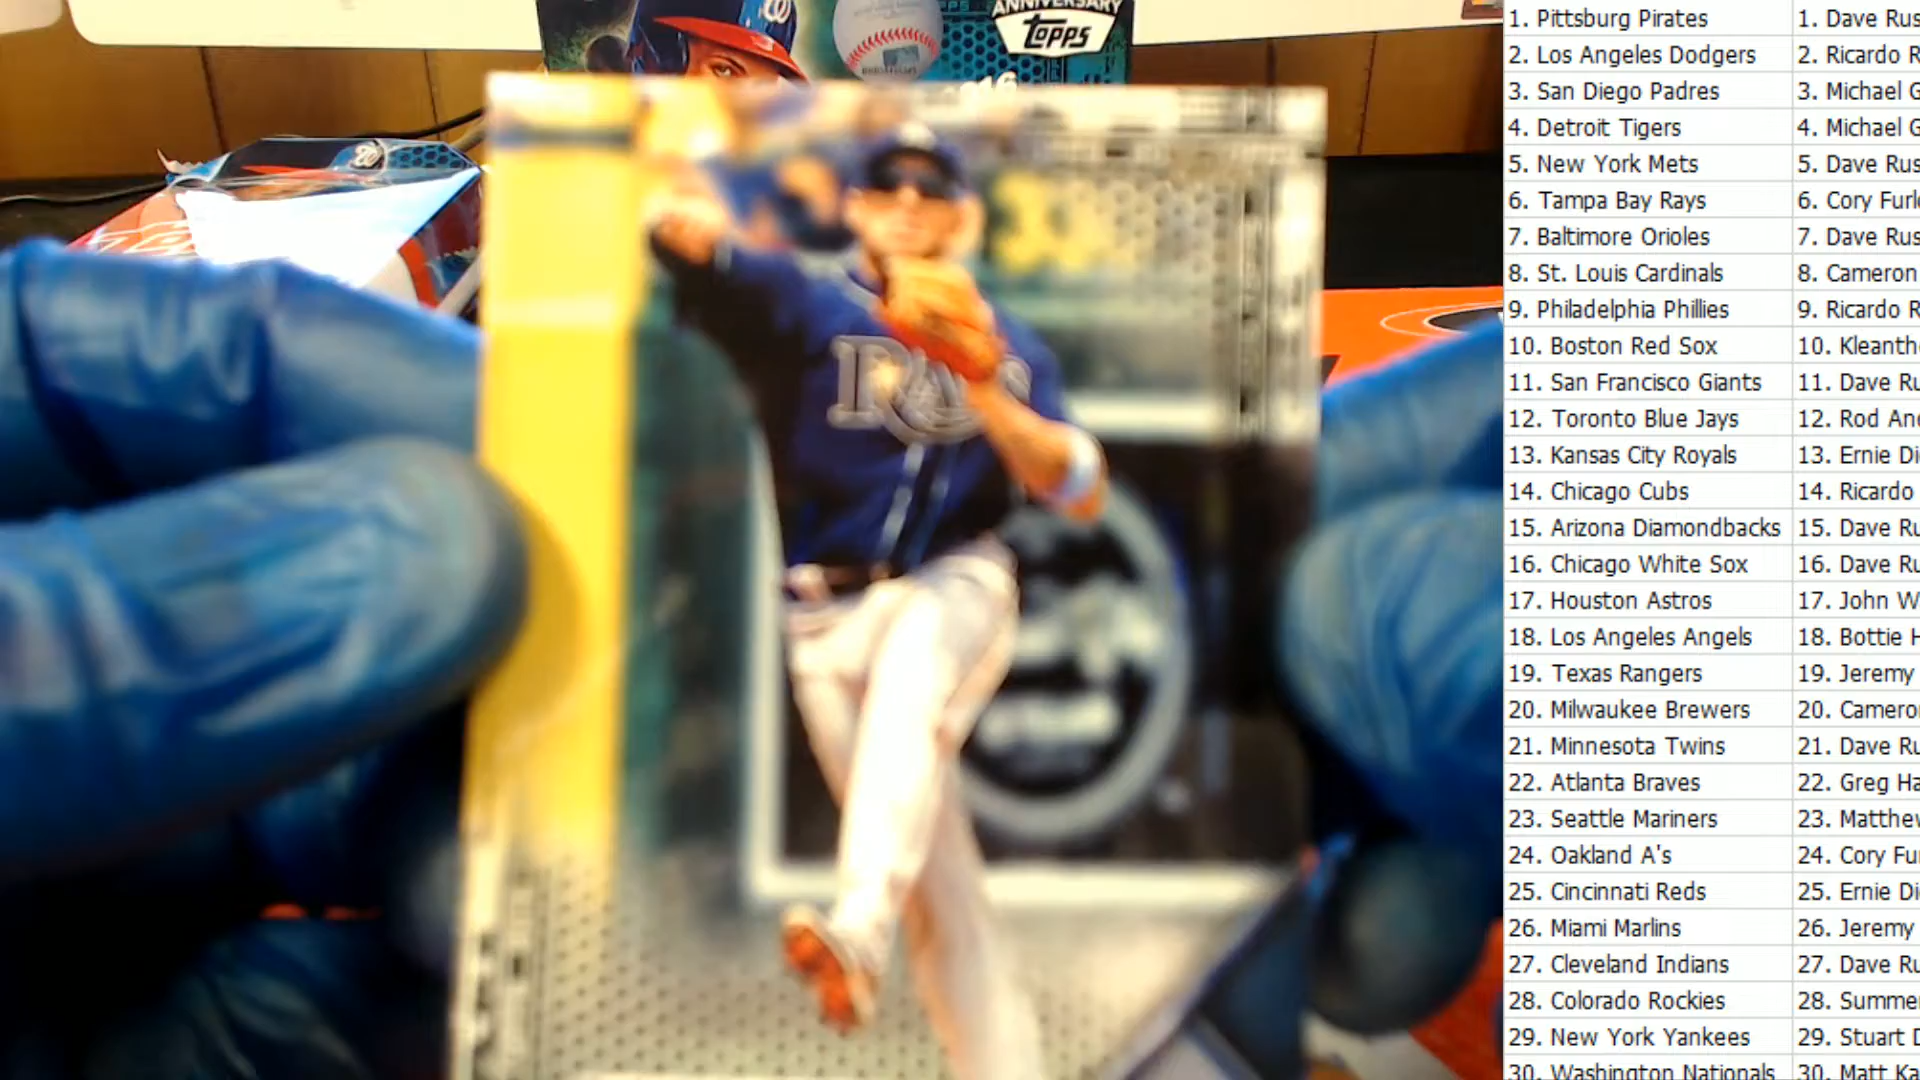 ANNIVERSARY
Topps
RAYS
1. Pittsburg Pirates 1. Dave Rus
2. Los Angeles Dodgers 2. Ricardo R
3. San Diego Padres 3. Michael G
4. Detroit Tigers 4. Michael G
5. New York Mets 5. Dave Rus
6. Tampa Bay Rays 6. Cory Furl
7. Baltimore Orioles 7. Dave Rus
8. St. Louis Cardinals 8. Cameron
9. Philadelphia Phillies 9. Ricardo R
10. Boston Red Sox 10. Kleanth
11. San Francisco Giants 11. Dave Ru
12. Toronto Blue Jays 12. Rod An
13. Kansas City Royals 13. Ernie Di
14. Chicago Cubs 14. Ricardo
15. Arizona Diamondbacks 15. Dave Ru
16. Chicago White Sox 16. Dave Ru
17. Houston Astros 17. John W
18. Los Angeles Angels 18. Bottie H
19. Texas Rangers 19. Jeremy
20. Milwaukee Brewers 20. Camero
21. Minnesota Twins 21. Dave Ru
22. Atlanta Braves 22. Greg Ha
23. Seattle Mariners 23. Matthew
24. Oakland A's 24. Cory Fu
25. Cincinnati Reds 25. Ernie Di
26. Miami Marlins 26. Jeremy
27. Cleveland Indians 27. Dave Ru
28. Colorado Rockies 28. Summe
29. New York Yankees 29. Stuart D
30. Washington Nationals 30. Matt Ka